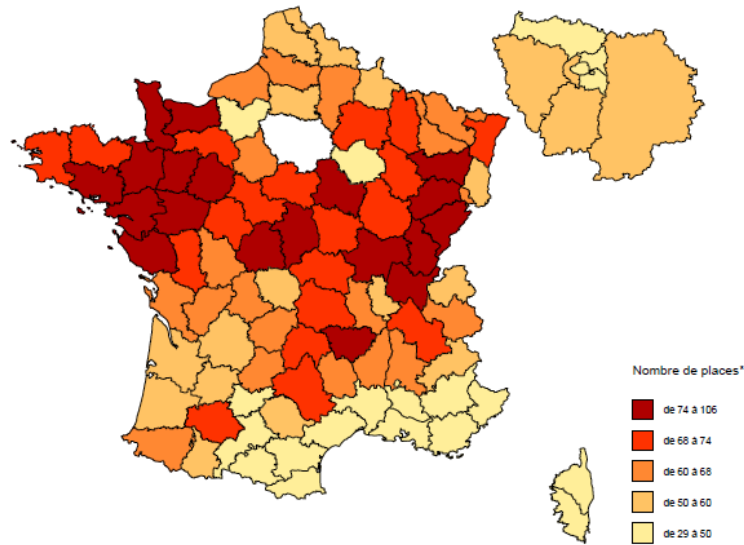 Nombre de places*
de 74 à 106
de 68 à 74
de 60 à 68
de 50 à 60
de 29 à 50